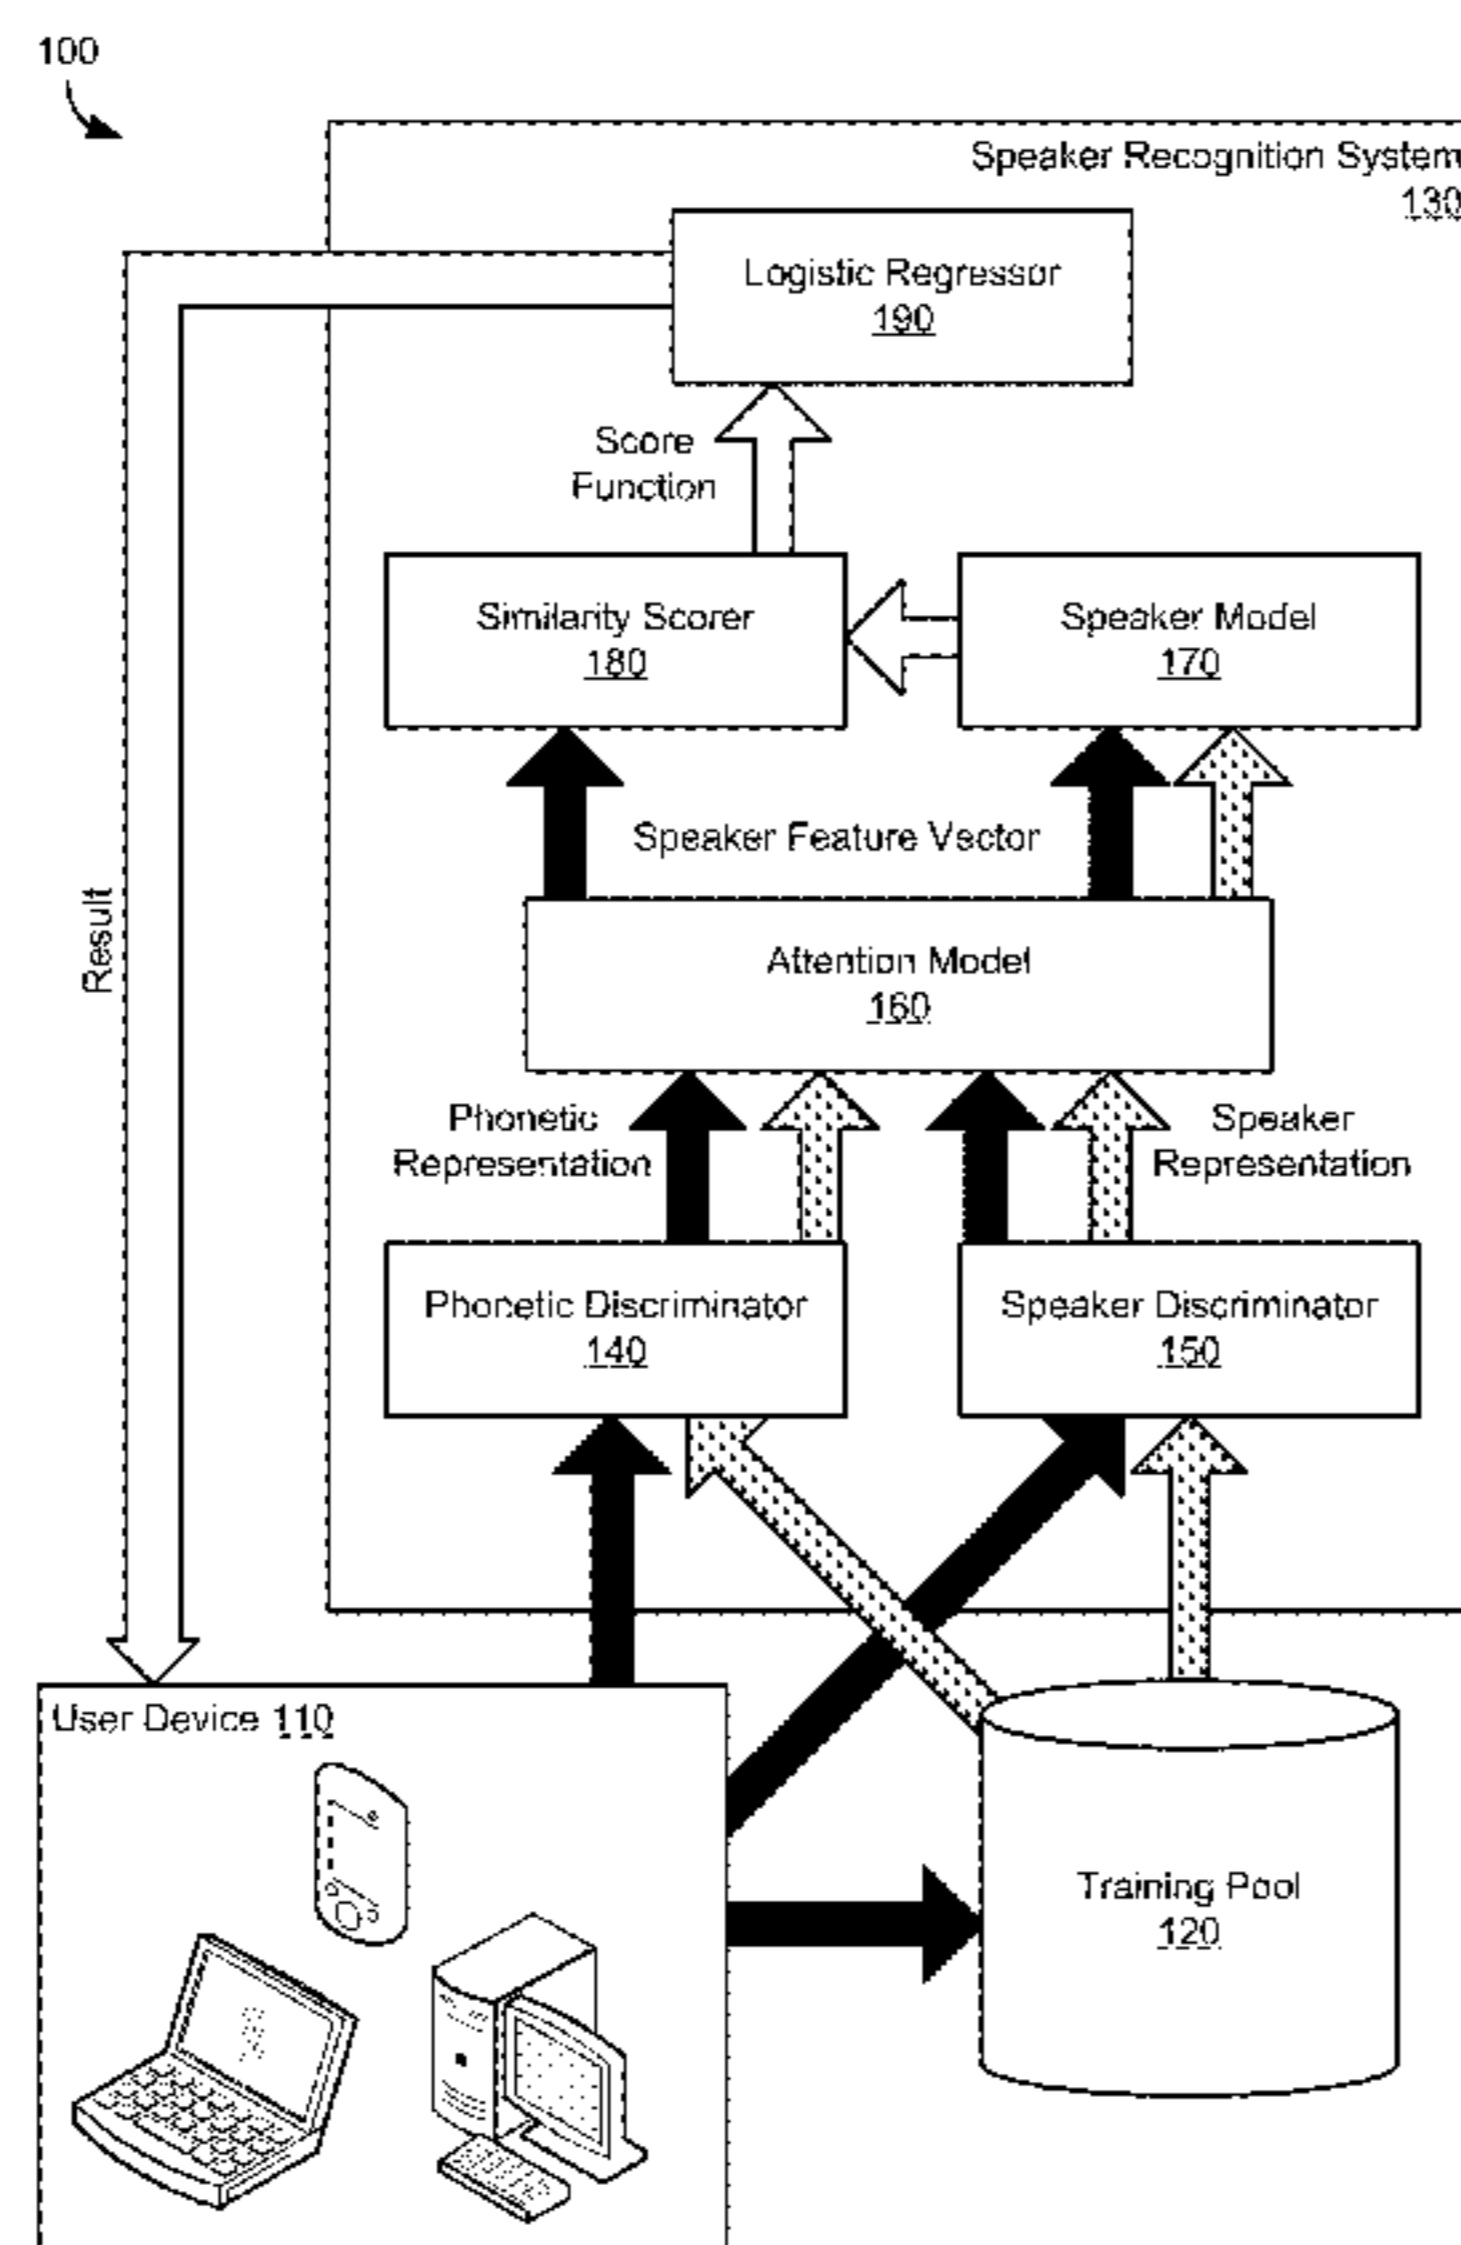 100
Speaker Recognition System
130
Logistic Regressor
190
Score
Function
Similarity Scorer
180
Speaker Model
170
Speaker Feature Vector
Result
Attention Model
160
Phonetic
Representation
Speaker
Representation
Phonetic Discriminator
140
Speaker Discriminator
150
User Device 110
Training Pool
120